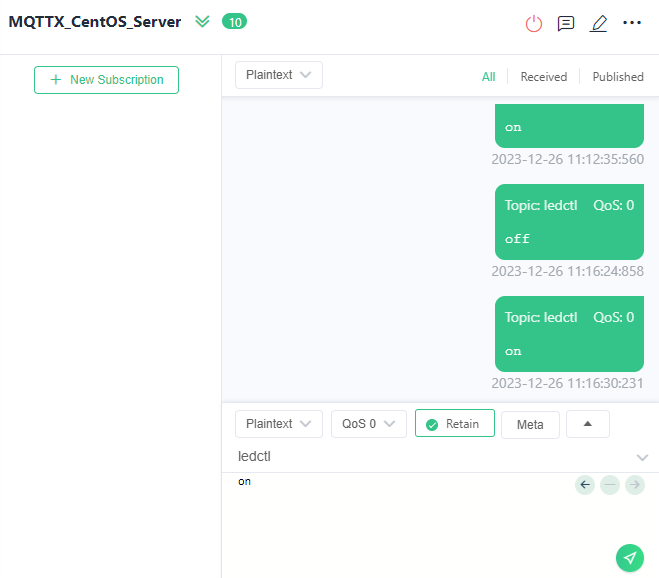 MQTTX_CentOS_Server 10
New Subscription
Plaintext All Received Published
on
2023-12-26 11:12:35:560
Topic: ledctl QoS: 0
off
2023-12-26 11:16:24:858
Topic: ledctl QoS: 0
on
2023-12-26 11:16:30:231
Plaintext QoS 0 Retain Meta
ledctl
on